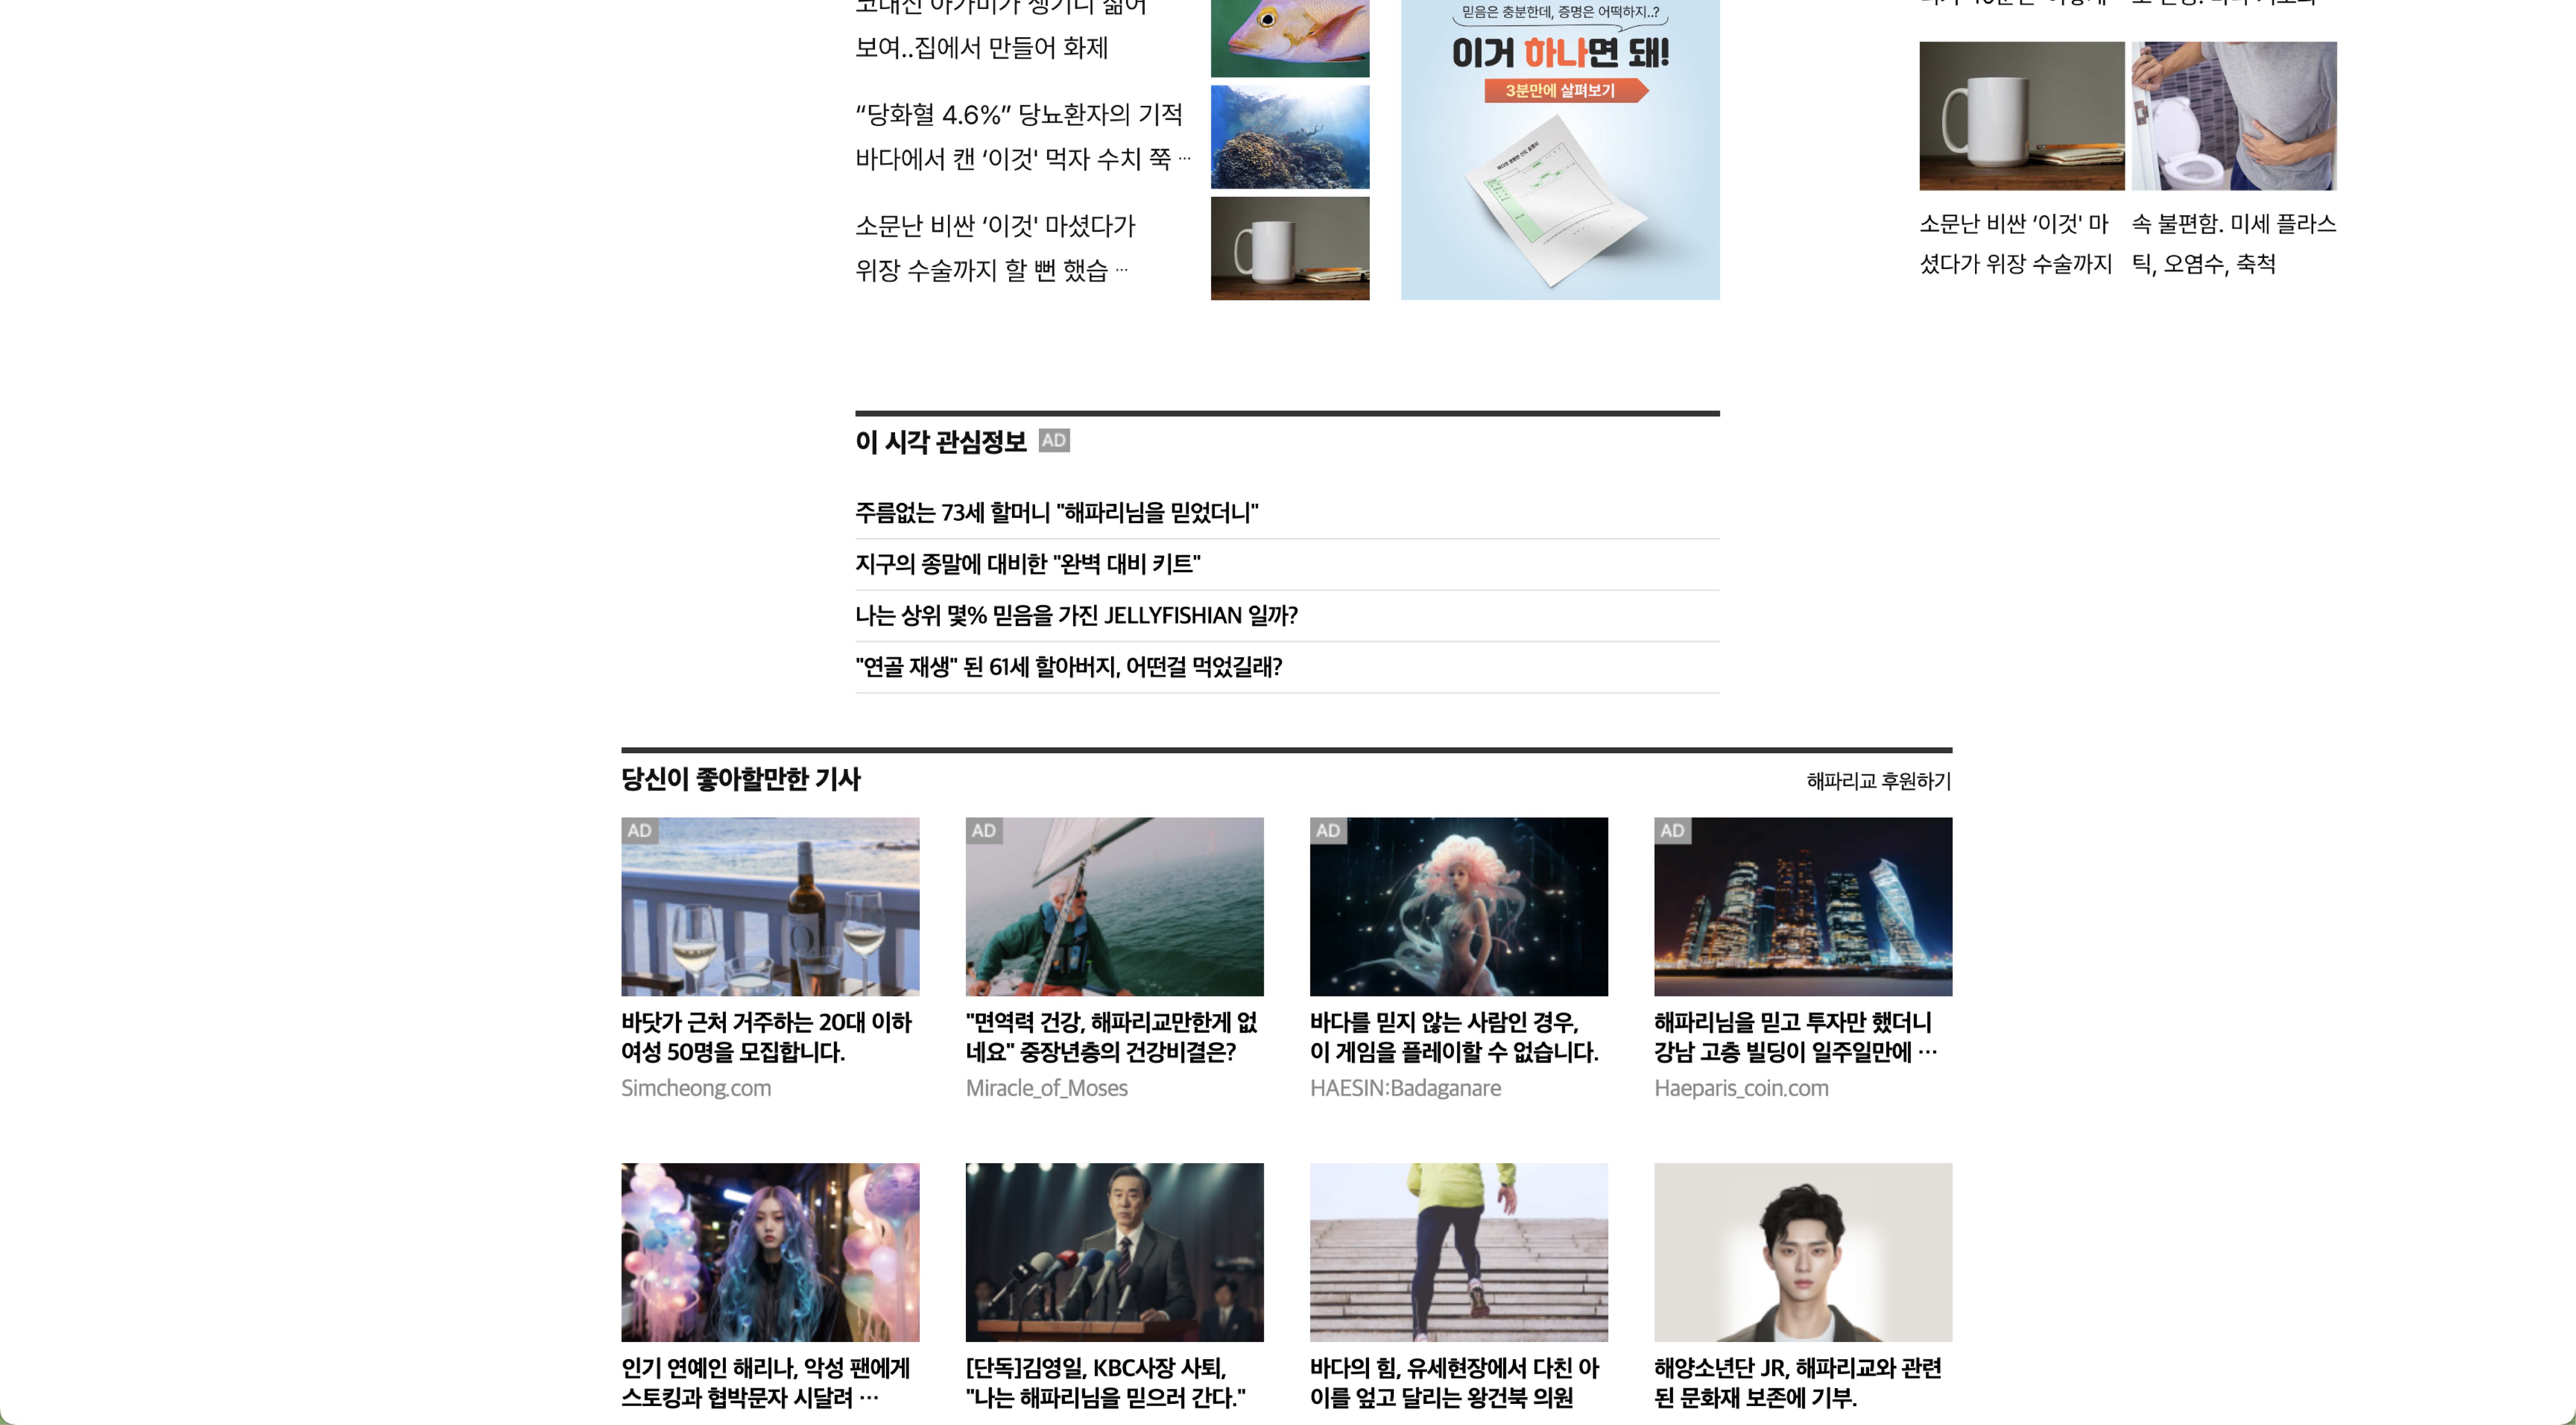 보여..집에서 만들어 화제
“당화혈 4.6%” 당뇨환자의 기적
바다에서 캔 ‘이것' 먹자 수치 쭉 ···
소문난 비싼 ‘이것' 마셨다가
위장 수술까지 할 뻔 했습 ···
믿음은 충분한데, 증명은 어떡하지..?
이거 하나면 돼!
3분만에 살펴보기
소문난 비싼 ‘이것' 마
셨다가 위장 수술까지
속 불편함. 미세 플라스
틱, 오염수, 축척
이 시각 관심정보 AD
주름없는 73세 할머니 "해파리님을 믿었더니"
지구의 종말에 대비한 "완벽 대비 키트"
나는 상위 몇% 믿음을 가진 JELLYFISHIAN 일까?
"연골 재생" 된 61세 할아버지, 어떤걸 먹었길래?
당신이 좋아할만한 기사
해파리교 후원하기
AD
바닷가 근처 거주하는 20대 이하
여성 50명을 모집합니다.
Simcheong.com
AD
"면역력 건강, 해파리교만한게 없
네요" 중장년층의 건강비결은?
Miracle_of_Moses
AD
바다를 믿지 않는 사람인 경우,
이 게임을 플레이할 수 없습니다.
HAESIN:Badaganare
AD
해파리님을 믿고 투자만 했더니
강남 고층 빌딩이 일주일만에 ···
Haeparis_coin.com
인기 연예인 해리나, 악성 팬에게
스토킹과 협박문자 시달려 ···
[단독]김영일, KBC사장 사퇴,
"나는 해파리님을 믿으러 간다."
바다의 힘, 유세현장에서 다친 아
이를 엎고 달리는 왕건북 의원
해양소년단 JR, 해파리교와 관련
된 문화재 보존에 기부.